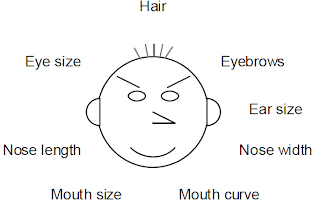 Hair
Eye size
Eyebrows
Ear size
Nose length
Nose width
Mouth size
Mouth curve